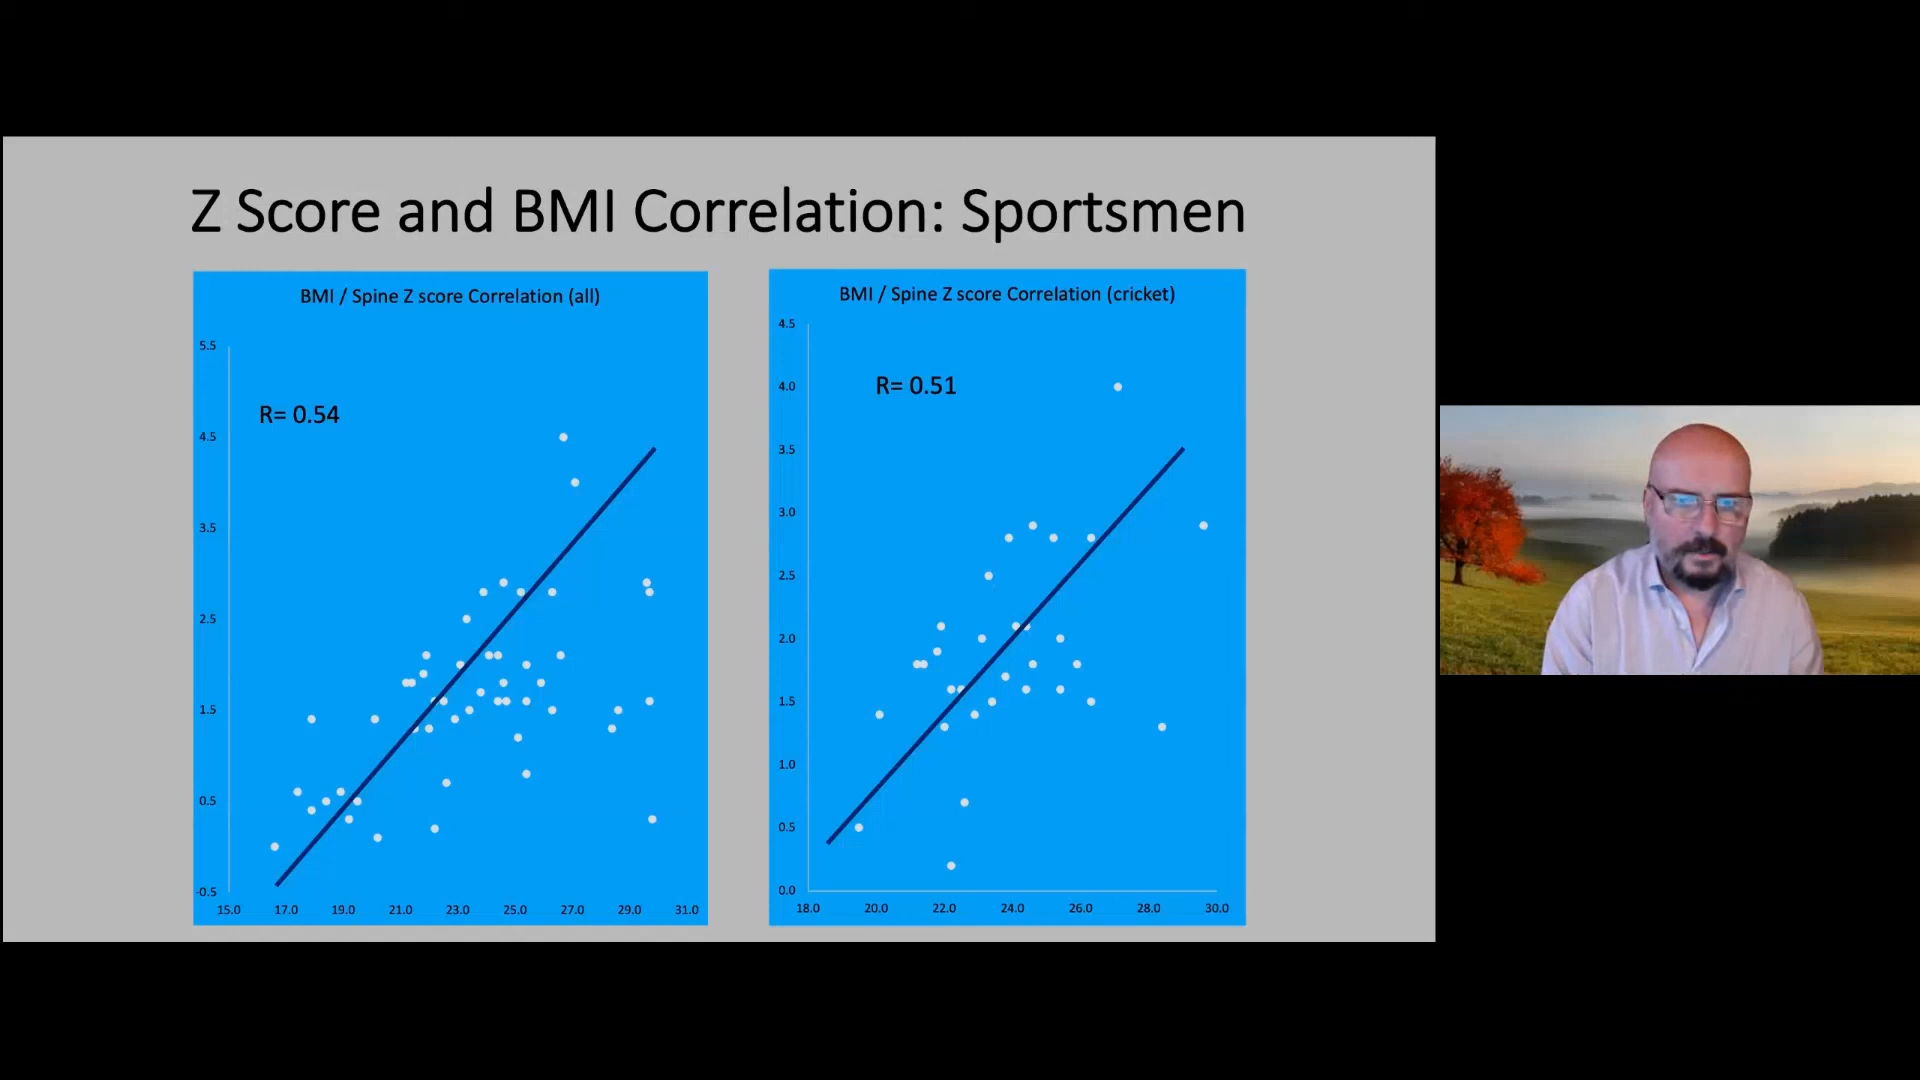 Z Score and BMI Correlation: Sportsmen
BMI / Spine Z score Correlation (all)
5.5
R= 0.54
4.5
3.5
2.5
1.5
0.5
-0.5
15.0 17.0 19.0 21.0 23.0 25.0 27.0 29.0 31.0
BMI / Spine Z score Correlation (cricket)
4.5
4.0
R= 0.51
3.5
3.0
2.5
2.0
1.5
1.0
0.5
0.0
18.0 20.0 22.0 24.0 26.0 28.0 30.0